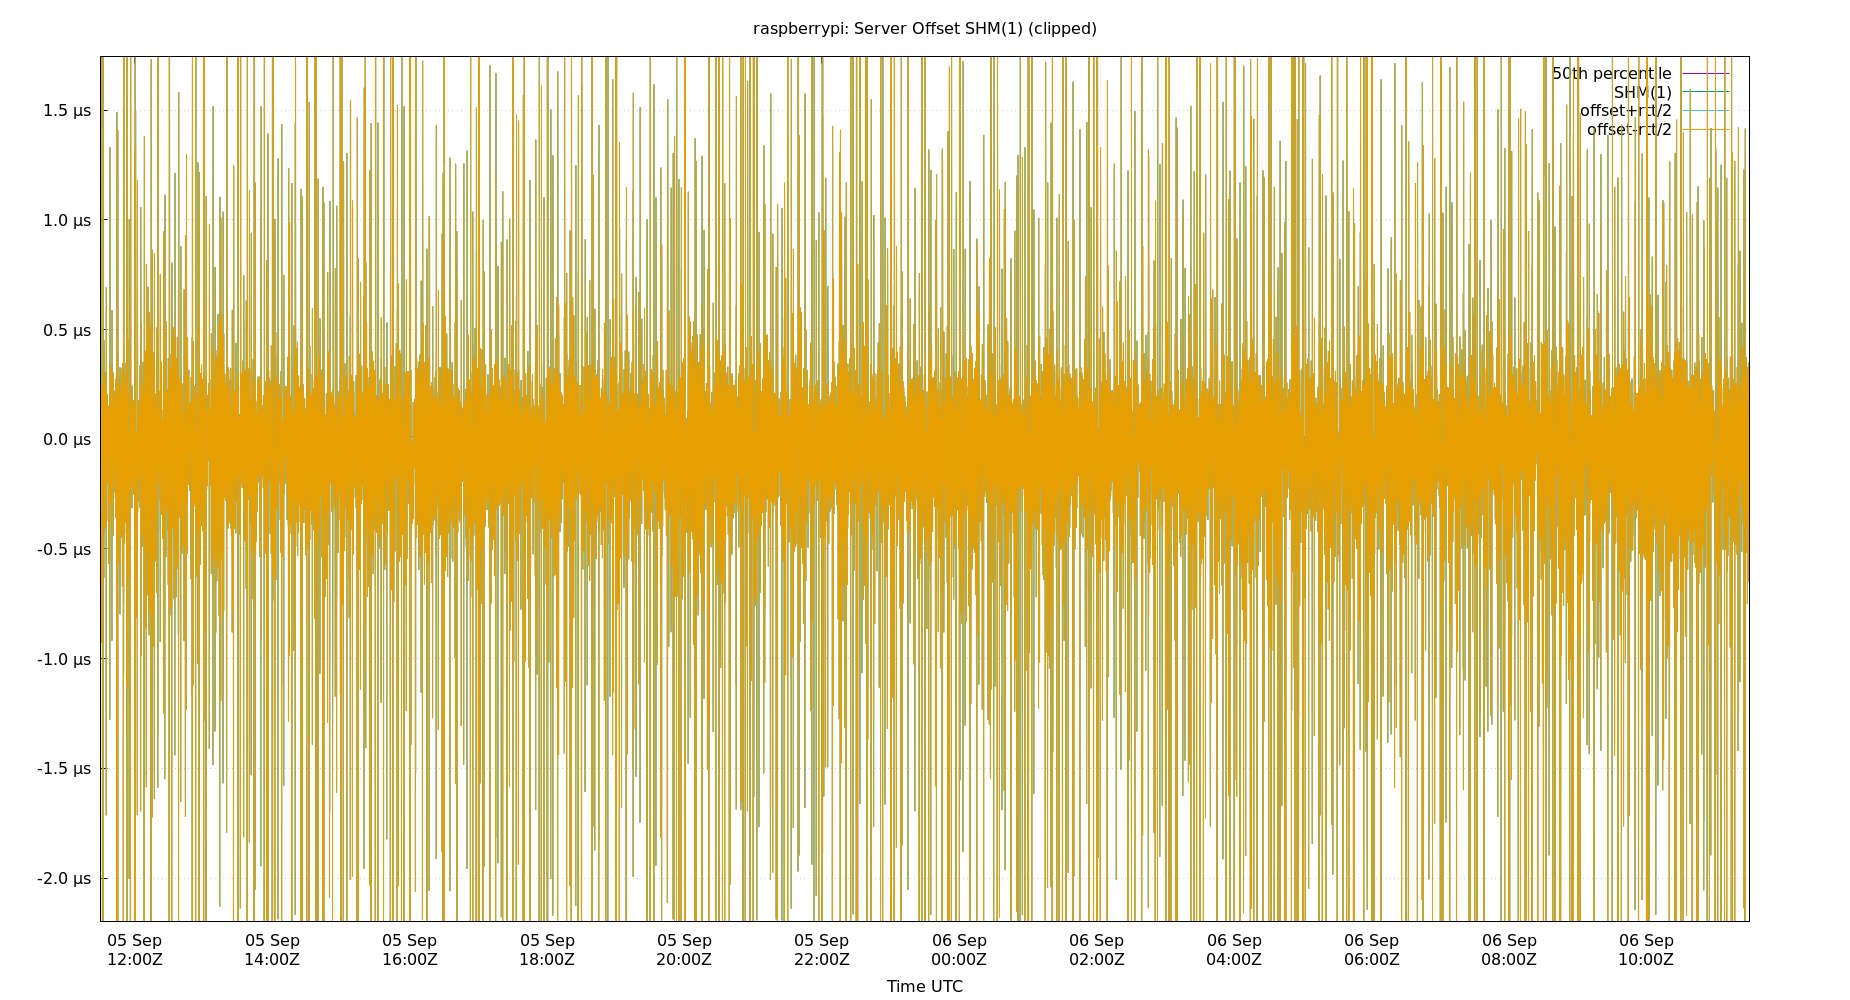 raspberrypi: Server Offset SHM(1) (clipped)
50th percentile
SHM(1)
offset+rtt/2
offset-rtt/2
1.5 µs
1.0 µs
0.5 µs
0.0 µs
-0.5 µs
-1.0 µs
-1.5 µs
-2.0 µs
05 Sep 05 Sep 05 Sep 05 Sep 05 Sep 05 Sep 06 Sep 06 Sep 06 Sep 06 Sep 06 Sep 06 Sep
12:00Z 14:00Z 16:00Z 18:00Z 20:00Z 22:00Z 00:00Z 02:00Z 04:00Z 06:00Z 08:00Z 10:00Z
Time UTC